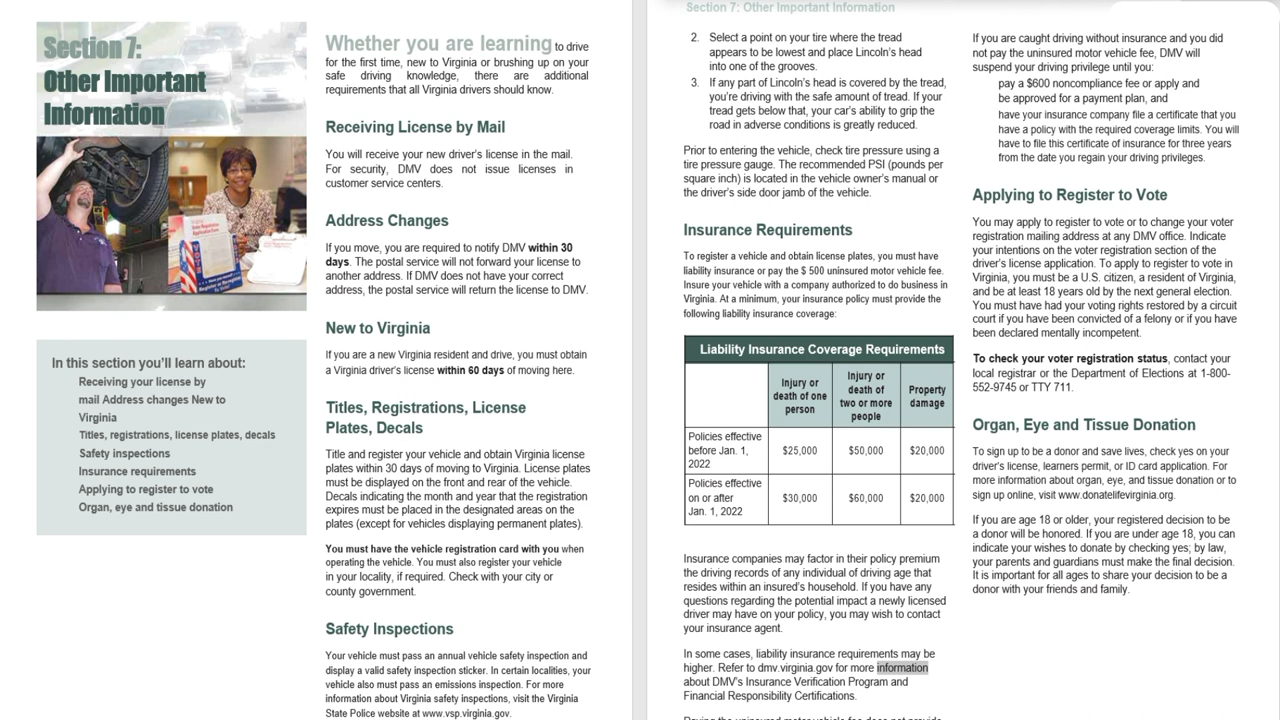 Section 7:
Other Important
Information
In this section you'll learn about:
Receiving your license by
mail Address changes New to
Virginia
Titles, registrations, license plates, decals
Safety inspections
Insurance requirements
Applying to register to vote
Organ, eye and tissue donation
Whether you are learning to drive
for the first time, new to Virginia or brushing up on your
safe driving knowledge, there are additional
requirements that all Virginia drivers should know.
Receiving License by Mail
You will receive your new driver's license in the mail.
For security, DMV does not issue licenses in
customer service centers.
Address Changes
If you move, you are required to notify DMV within 30
days. The postal service will not forward your license to
another address. If DMV does not have your correct
address, the postal service will return the license to DMV.
New to Virginia
If you are a new Virginia resident and drive, you must obtain
a Virginia driver's license within 60 days of moving here.
Titles, Registrations, License
Plates, Decals
Title and register your vehicle and obtain Virginia license
plates within 30 days of moving to Virginia. License plates
must be displayed on the front and rear of the vehicle.
Decals indicating the month and year that the registration
expires must be placed in the designated areas on the
plates (except for vehicles displaying permanent plates).
You must have the vehicle registration card with you when
operating the vehicle. You must also register your vehicle
in your locality, if required. Check with your city or
county government.
Safety Inspections
Your vehicle must pass an annual vehicle safety inspection and
display a valid safety inspection sticker. In certain localities, your
vehicle also must pass an emissions inspection. For more
information about Virginia safety inspections, visit the Virginia
State Police website at www.vsp.virginia.gov.
Section 7: Other Important Information
2. Select a point on your tire where the tread
appears to be lowest and place Lincoln's head
into one of the grooves.
3. If any part of Lincoln's head is covered by the tread,
you're driving with the safe amount of tread. If your
tread gets below that, your car's ability to grip the
road in adverse conditions is greatly reduced.
Prior to entering the vehicle, check tire pressure using a
tire pressure gauge. The recommended PSI (pounds per
square inch) is located in the vehicle owner's manual or
the driver's side door jamb of the vehicle.
Insurance Requirements
To register a vehicle and obtain license plates, you must have
liability insurance or pay the $ 500 uninsured motor vehicle fee.
Insure your vehicle with a company authorized to do business in
Virginia. At a minimum, your insurance policy must provide the
following liability insurance coverage:
Liability Insurance Coverage Requirements
Injury or
death of one
person
Injury or
death of
two or more
people
Property
damage
Policies effective
before Jan. 1,
2022
$25,000 $50,000 $20,000
Policies effective
on or after
Jan. 1, 2022
$30,000 $60,000 $20,000
Insurance companies may factor in their policy premium
the driving records of any individual of driving age that
resides within an insured's household. If you have any
questions regarding the potential impact a newly licensed
driver may have on your policy, you may wish to contact
your insurance agent.
In some cases, liability insurance requirements may be
higher. Refer to dmv.virginia.gov for more information
about DMV's Insurance Verification Program and
Financial Responsibility Certifications.
Paying the uninsured motor vehicle fee does not provide
If you are caught driving without insurance and you did
not pay the uninsured motor vehicle fee, DMV will
suspend your driving privilege until you:
pay a $600 noncompliance fee or apply and
be approved for a payment plan, and
have your insurance company file a certificate that you
have a policy with the required coverage limits. You will
have to file this certificate of insurance for three years
from the date you regain your driving privileges.
Applying to Register to Vote
You may apply to register to vote or to change your voter
registration mailing address at any DMV office. Indicate
your intentions on the voter registration section of the
driver's license application. To apply to register to vote in
Virginia, you must be a U.S. citizen, a resident of Virginia,
and be at least 18 years old by the next general election.
You must have had your voting rights restored by a circuit
court if you have been convicted of a felony or if you have
been declared mentally incompetent.
To check your voter registration status, contact your
local registrar or the Department of Elections at 1-800-
552-9745 or TTY 711.
Organ, Eye and Tissue Donation
To sign up to be a donor and save lives, check yes on your
driver's license, learners permit, or ID card application. For
more information about organ, eye, and tissue donation or to
sign up online, visit www.donatelifevirginia.org.
If you are age 18 or older, your registered decision to be
a donor will be honored. If you are under age 18, you can
indicate your wishes to donate by checking yes; by law,
your parents and guardians must make the final decision.
It is important for all ages to share your decision to be a
donor with your friends and family.